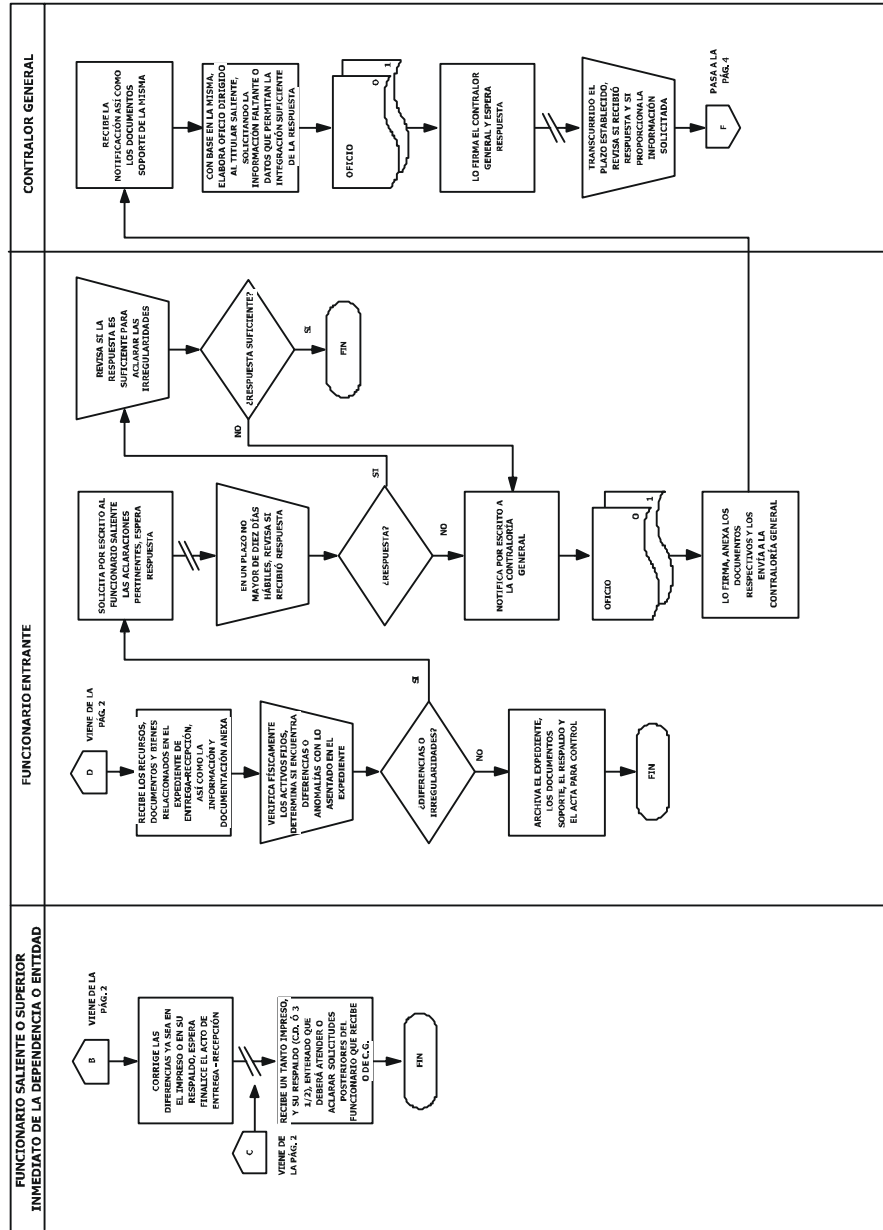 FUNCIONARIO SALIENTE O SUPERIOR
INMEDIATO DE LA DEPENDENCIA O ENTIDAD
B
VIENE DE LA
PÁG. 2
CORRIGE LAS
DIFERENCIAS YA SEA EN
EL IMPRESO O EN SU
RESPALDO, ESPERA
FINALICE EL ACTO DE
ENTREGA-RECEPCIÓN
C
VIENE DE
LA PÁG. 2
RECIBE UN TANTO IMPRESO,
Y SU RESPALDO (C.D. Ó 3
1/2), ENTERADO QUE
DEBERÁ ATENDER O
ACLARAR SOLICITUDES
POSTERIORES DEL
FUNCIONARIO QUE RECIBE
O DE C.G.
FIN
FUNCIONARIO ENTRANTE
D
VIENE DE LA
PÁG. 2
RECIBE LOS RECURSOS,
DOCUMENTOS Y BIENES
RELACIONADOS EN EL
EXPEDIENTE DE
ENTREGA-RECEPCIÓN,
ASÍ COMO LA
INFORMACIÓN Y
DOCUMENTACIÓN ANEXA
VERIFICA FÍSICAMENTE
LOS ACTIVOS FIJOS,
DETERMINA SI ENCUENTRA
DIFERENCIAS O
ANOMALÍAS CON LO
ASENTADO EN EL
EXPEDIENTE
¿DIFERENCIAS O
IRREGULARIDADES?
SI
NO
ARCHIVA EL EXPEDIENTE,
LOS DOCUMENTOS
SOPORTE, EL RESPALDO Y
EL ACTA PARA CONTROL
FIN
SOLICITA POR ESCRITO AL
FUNCIONARIO SALIENTE
LAS ACLARACIONES
PERTINENTES, ESPERA
RESPUESTA
EN UN PLAZO NO
MAYOR DE DIEZ DÍAS
HÁBILES, REVISA SI
RECIBIÓ RESPUESTA
¿RESPUESTA?
SI
NO
NOTIFICA POR ESCRITO A
LA CONTRALORÍA
GENERAL
OFICIO
O
1
LO FIRMA, ANEXA LOS
DOCUMENTOS
RESPECTIVOS Y LOS
ENVÍA A LA
CONTRALORÍA GENERAL
REVISA SI LA
RESPUESTA ES
SUFICIENTE PARA
ACLARAR LAS
IRREGULARIDADES
¿RESPUESTA SUFICIENTE?
NO
SI
FIN
CONTRALOR GENERAL
RECIBE LA
NOTIFICACIÓN ASÍ COMO
LOS DOCUMENTOS
SOPORTE DE LA MISMA
CON BASE EN LA MISMA,
ELABORA OFICIO DIRIGIDO
AL TITULAR SALIENTE,
SOLICITANDO LA
INFORMACIÓN FALTANTE O
DATOS QUE PERMITAN LA
INTEGRACIÓN SUFICIENTE
DE LA RESPUESTA
OFICIO
O
1
LO FIRMA EL CONTRALOR
GENERAL Y ESPERA
RESPUESTA
TRANSCURRIDO EL
PLAZO ESTABLECIDO,
REVISA SI RECIBIÓ
RESPUESTA Y SI
PROPORCIONA LA
INFORMACIÓN
SOLICITADA
F
PASA A LA
PÁG. 4